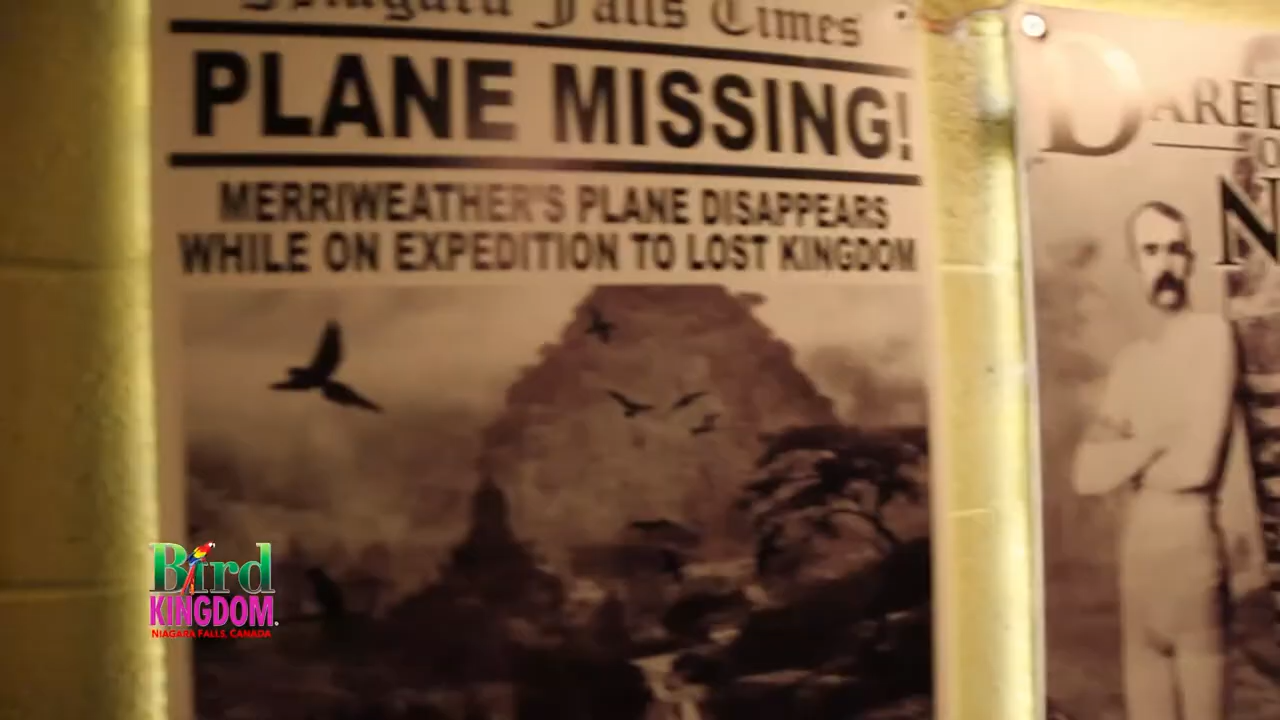 Niagara Falls Times
PLANE MISSING!
MERRIWEATHER'S PLANE DISAPPEARS
WHILE ON EXPEDITION TO LOST KINGDOM
DARED
O
N
Bird
KINGDOM.
NIAGARA FALLS, CANADA